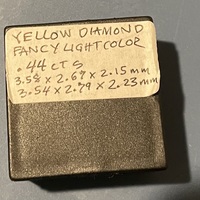 YELLOW DIAMOND
FANCY LIGHT COLOR
.44 CTS
3.58 x 2.69 x 2.15 mm
3.54 x 2.79 x 2.23 mm